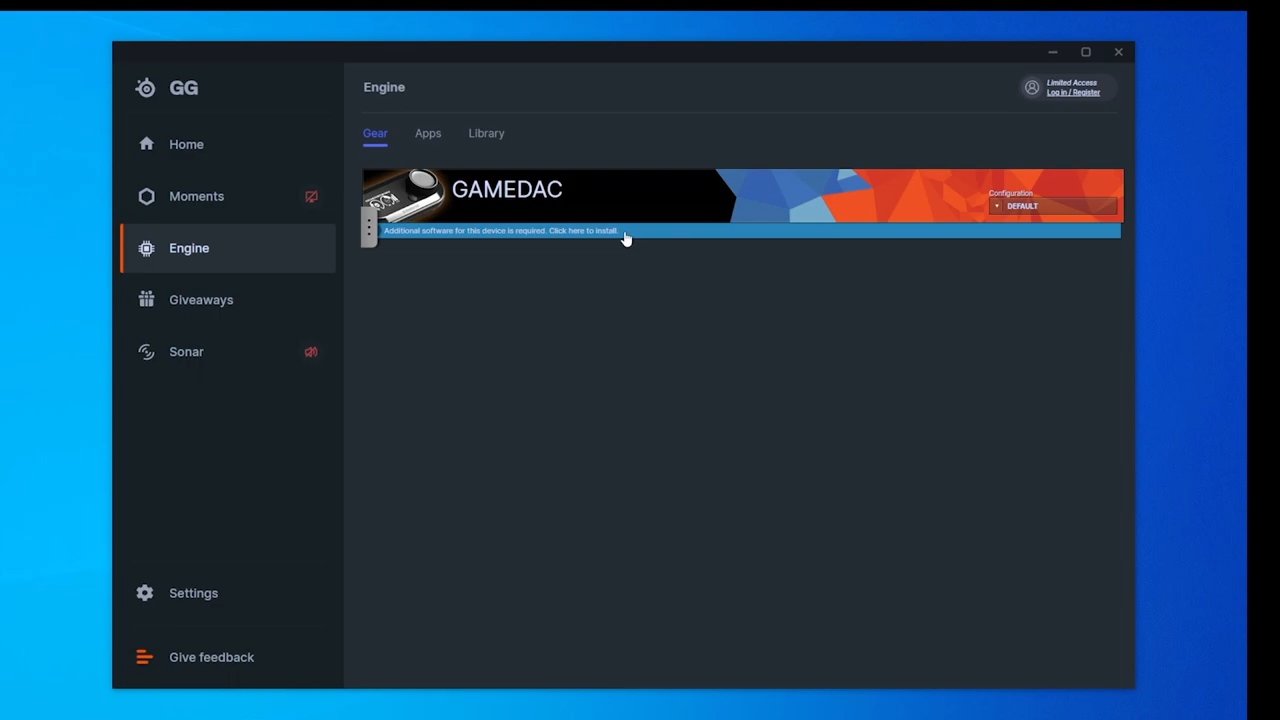 GG
Engine
Limited Access
Log in / Register
Home
Moments
Engine
Giveaways
Sonar
Settings
Give feedback
Gear
Apps
Library
GAMEDAC
Configuration
DEFAULT
Additional software for this device is required. Click here to install.